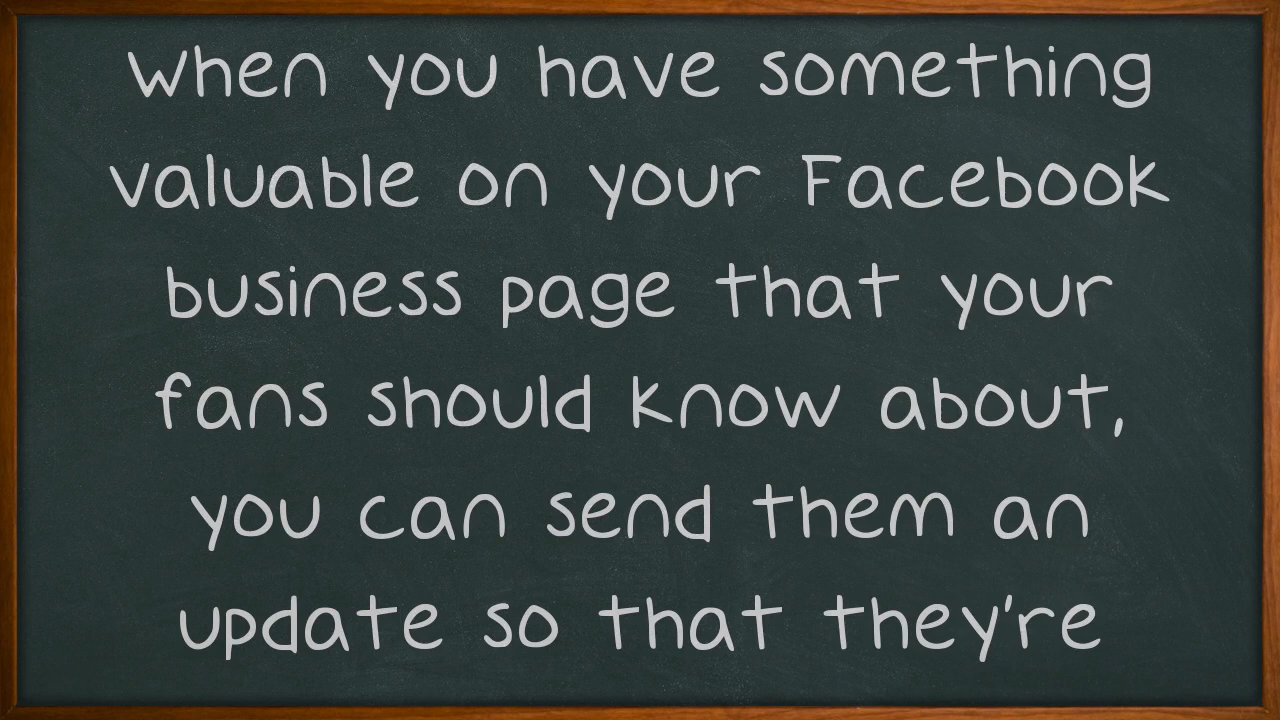 When you have something
valuable on your Facebook
business page that your
fans should know about,
you can send them an
update so that they're